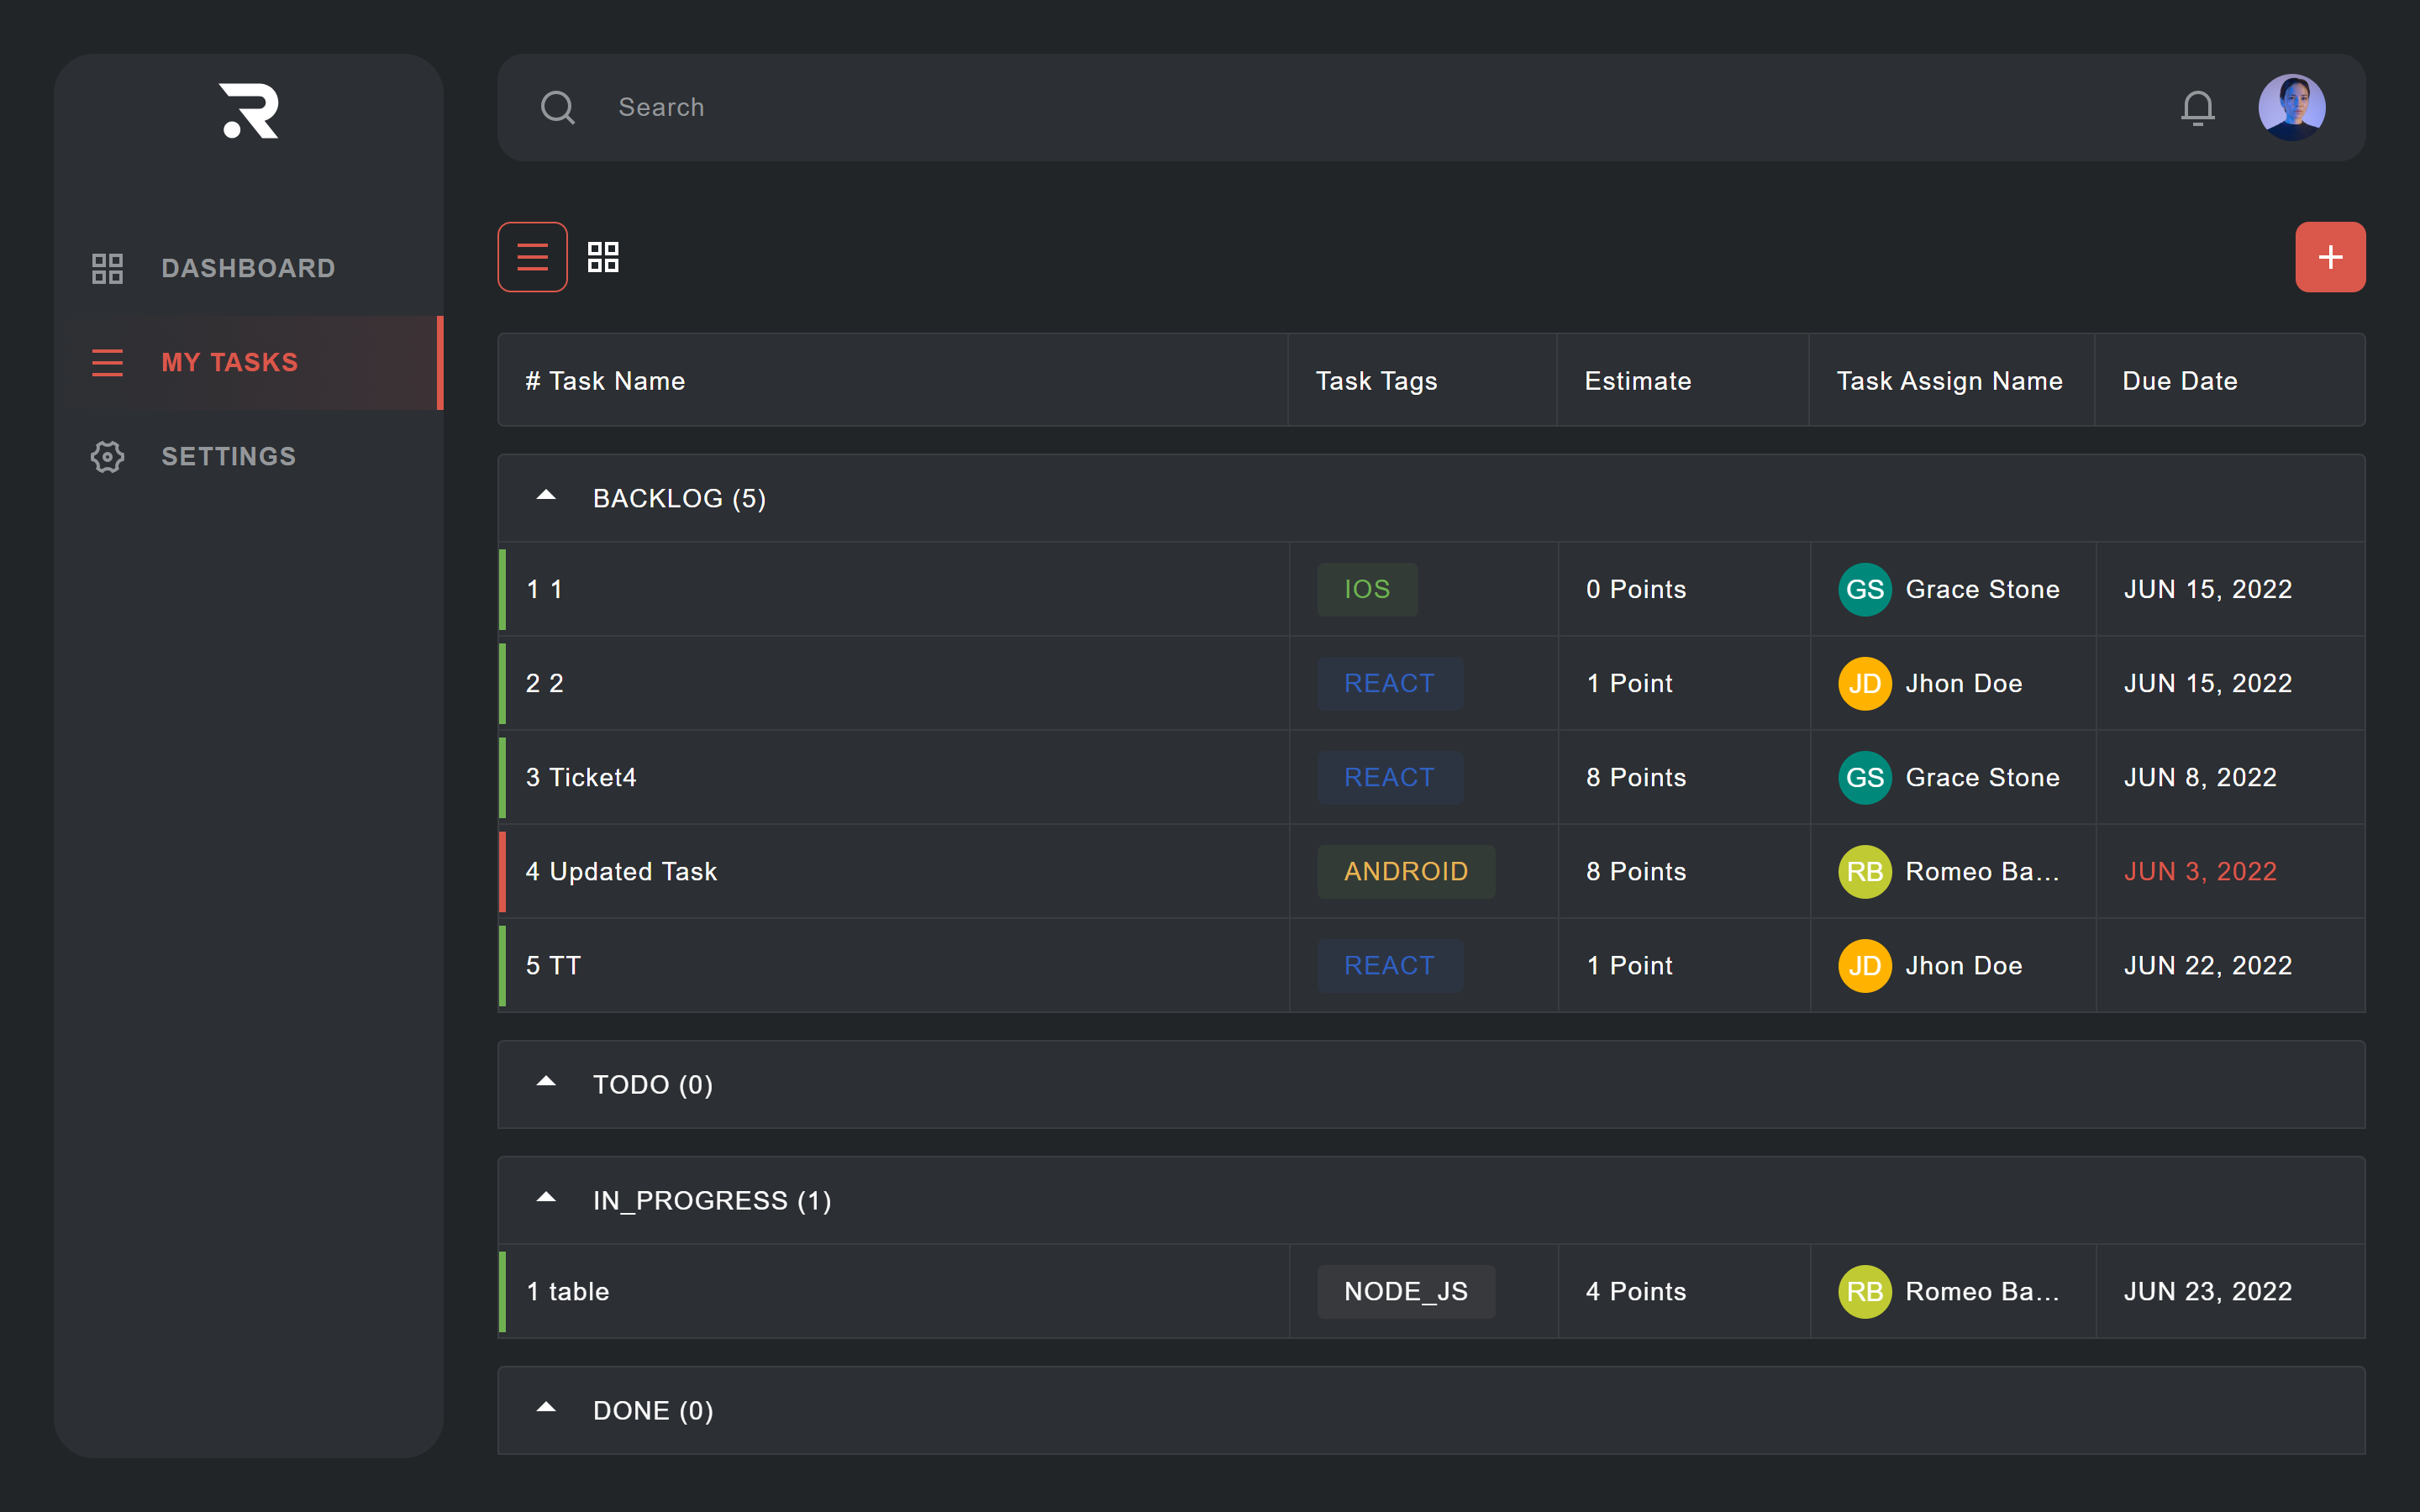 Search
DASHBOARD
MY TASKS
SETTINGS
# Task Name Task Tags Estimate Task Assign Name Due Date
BACKLOG (5)
1 1 IOS 0 Points GS Grace Stone JUN 15, 2022
2 2 REACT 1 Point JD Jhon Doe JUN 15, 2022
3 Ticket4 REACT 8 Points GS Grace Stone JUN 8, 2022
4 Updated Task ANDROID 8 Points RB Romeo Ba... JUN 3, 2022
5 TT REACT 1 Point JD Jhon Doe JUN 22, 2022
TODO (0)
IN_PROGRESS (1)
1 table NODE_JS 4 Points RB Romeo Ba... JUN 23, 2022
DONE (0)